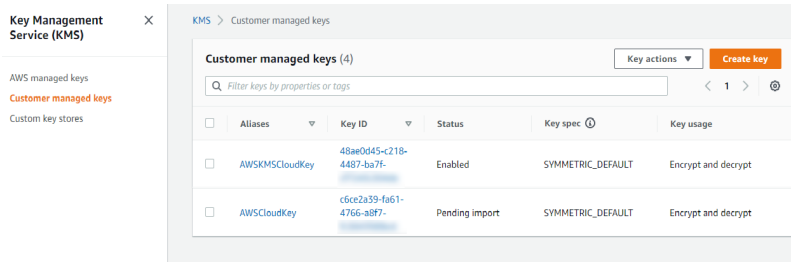 Key Management
Service (KMS)
AWS managed keys
Customer managed keys
Custom key stores
KMS > Customer managed keys
Customer managed keys (4)
Key actions ▼
Create key
Filter keys by properties or tags
< 1 >
Aliases
Key ID
Status
Key spec
Key usage
AWSKMSCloudKey
48ae0d45-c218-
4487-ba7f-
Enabled
SYMMETRIC_DEFAULT
Encrypt and decrypt
AWSCloudKey
c6ce2a39-fa61-
4766-a8f7-
Pending import
SYMMETRIC_DEFAULT
Encrypt and decrypt